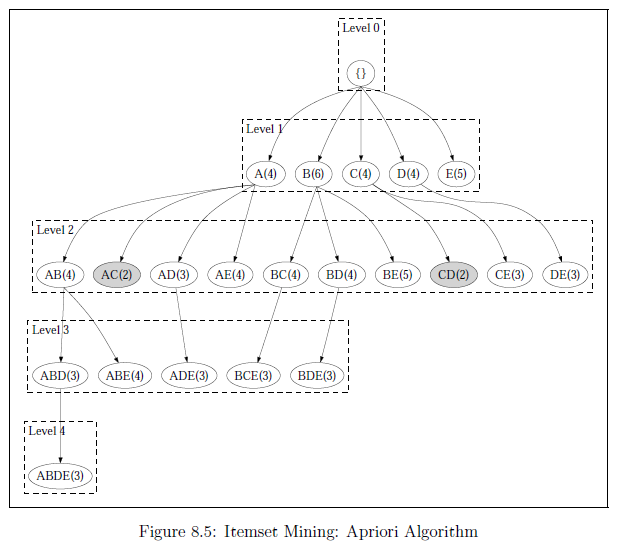 Level 0
{}
Level 1
A(4) B(6) C(4) D(4) E(5)
Level 2
AB(4) AC(2) AD(3) AE(4) BC(4) BD(4) BE(5) CD(2) CE(3) DE(3)
Level 3
ABD(3) ABE(4) ADE(3) BCE(3) BDE(3)
Level 4
ABDE(3)
Figure 8.5: Itemset Mining: Apriori Algorithm